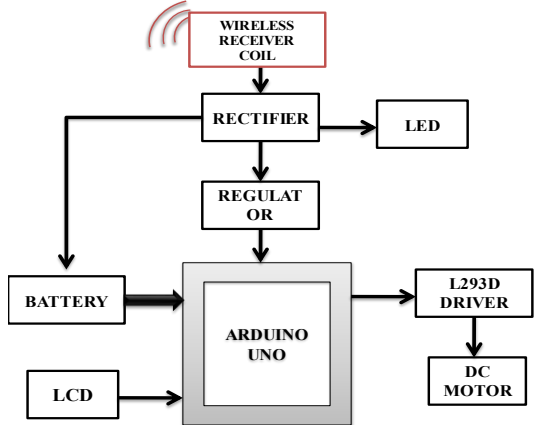 WIRELESS
RECEIVER
COIL
RECTIFIER
LED
REGULAT
OR
BATTERY
ARDUINO
UNO
L293D
DRIVER
LCD
DC
MOTOR